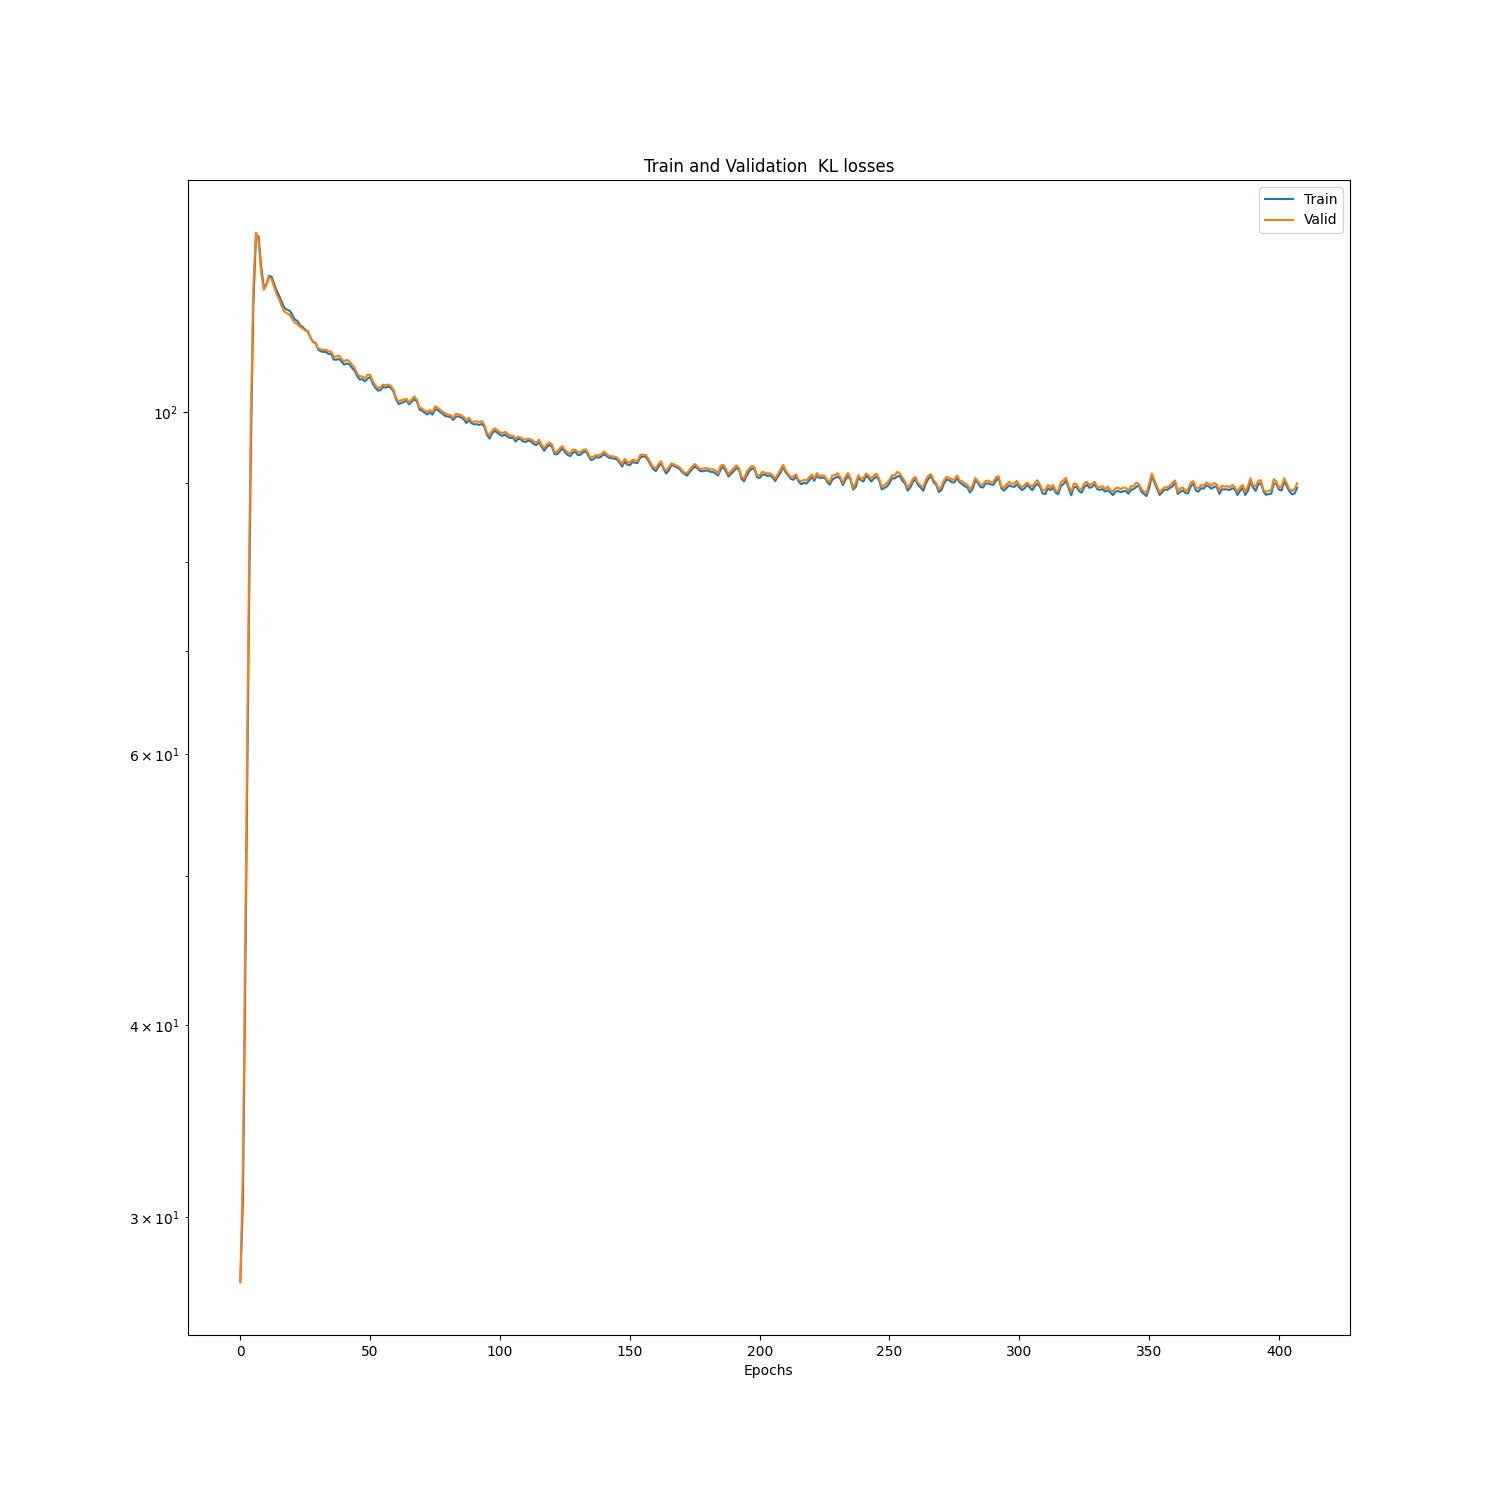 Train and Validation  KL losses
Train
Valid
10²
6 × 10¹
4 × 10¹
3 × 10¹
0 50 100 150 200 250 300 350 400
Epochs